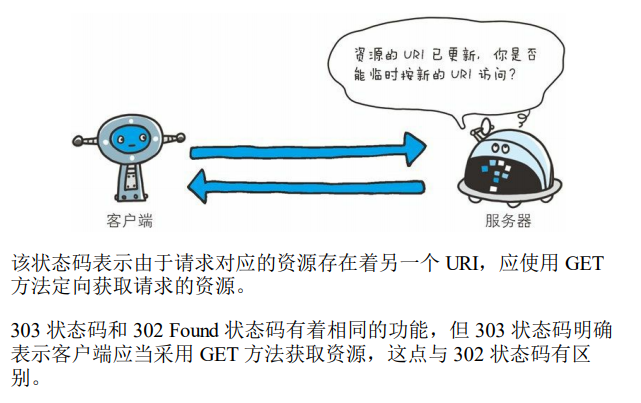 资源的 URI 已更新，你是否
能临时按新的 URI 访问？
客户端
服务器
该状态码表示由于请求对应的资源存在着另一个 URI，应使用 GET
方法定向获取请求的资源。
303 状态码和 302 Found 状态码有着相同的功能，但 303 状态码明确
表示客户端应当采用 GET 方法获取资源，这点与 302 状态码有区
别。